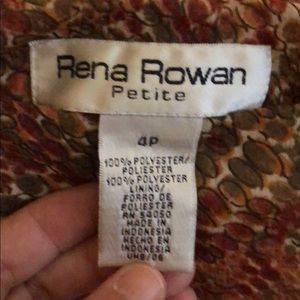 Rena Rowan
Petite
4P
100% POLYESTER/
POLIESTER
100% POLYESTER
LINING/
FORRO DE
POLIESTER
RN 54050
MADE IN
INDONESIA
HECHO EN
INDONESIA